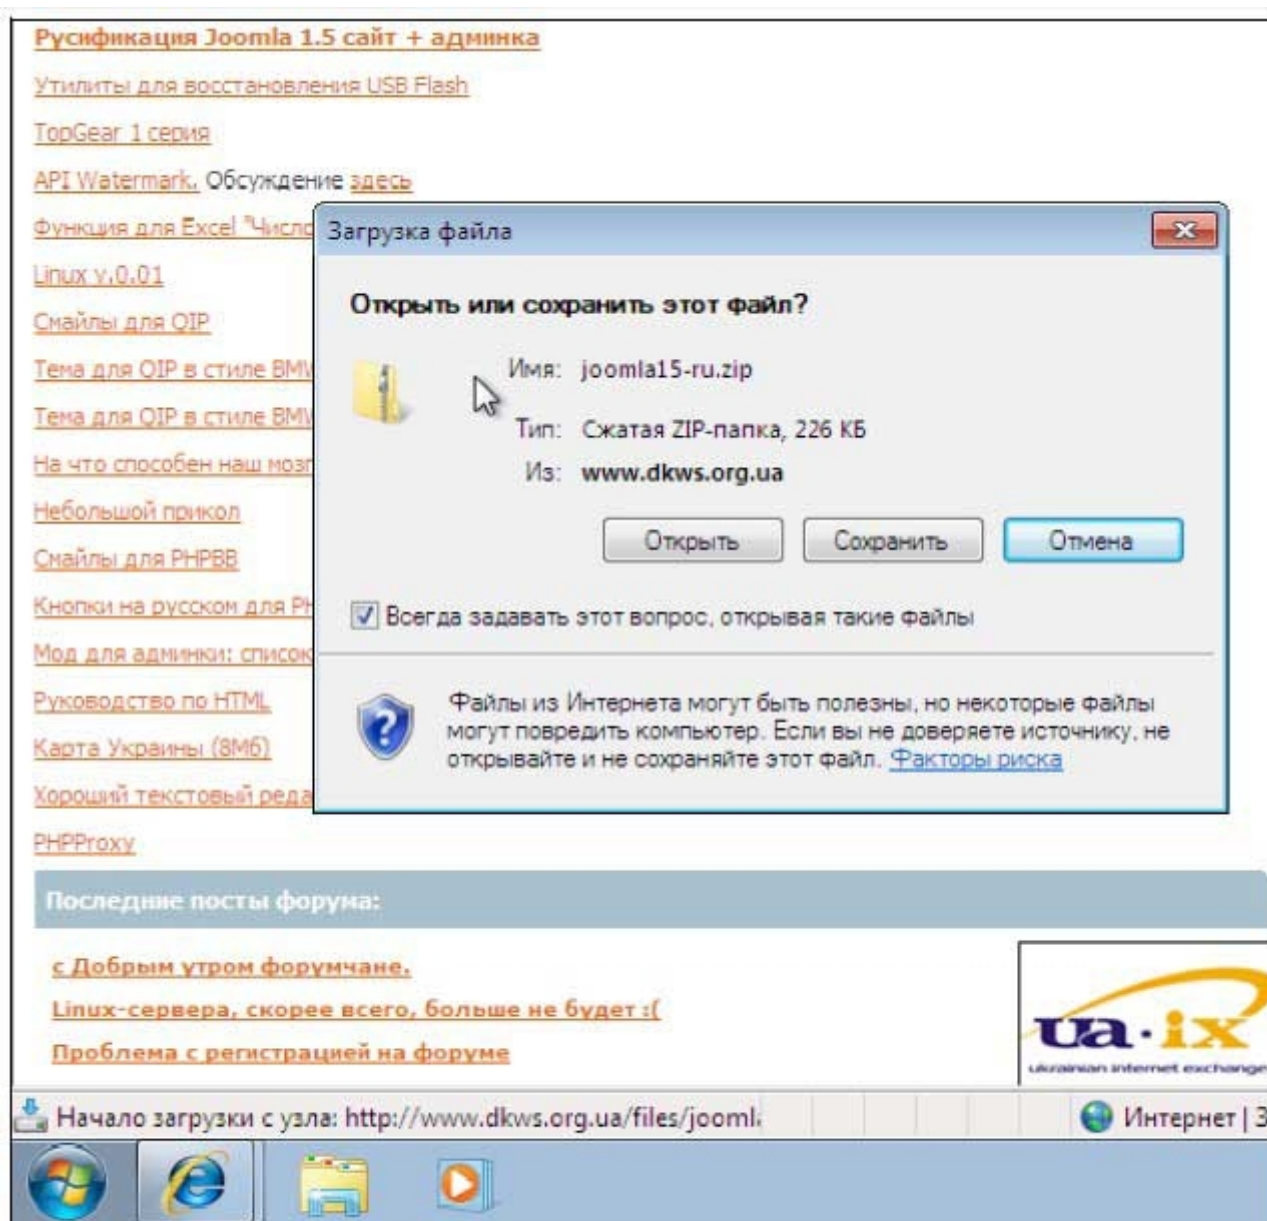 Русификация Joomla 1.5 сайт + админка
Утилиты для восстановления USB Flash
TopGear 1 серия
API Watermark. Обсуждение здесь
Функция для Excel "Число
Linux v.0.01
Смайлы для QIP
Тема для QIP в стиле BMW
Тема для QIP в стиле BMW
На что способен наш мозг
Небольшой прикол
Смайлы для PHPBB
Кнопки на русском для PH
Мод для админки: список
Руководство по HTML
Карта Украины (8Мб)
Хороший текстовый реда
PHPProxy
Загрузка файла
Открыть или сохранить этот файл?
Имя: joomla15-ru.zip
Тип: Сжатая ZIP-папка, 226 КБ
Из: www.dkws.org.ua
Открыть Сохранить Отмена
Всегда задавать этот вопрос, открывая такие файлы
Файлы из Интернета могут быть полезны, но некоторые файлы
могут повредить компьютер. Если вы не доверяете источнику, не
открывайте и не сохраняйте этот файл. Факторы риска
Последние посты форума:
с Добрым утром форумчане.
Linux-сервера, скорее всего, больше не будет :(
Проблема с регистрацией на форуме
ua·ix
ukrainian internet exchange
Начало загрузки с узла: http://www.dkws.org.ua/files/jooml
Интернет | З